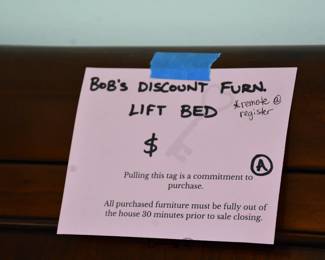 BOB'S DISCOUNT FURN.
LIFT BED
*remote @
register
$
A
Pulling this tag is a commitment to
purchase.
All purchased furniture must be fully out of
the house 30 minutes prior to sale closing.